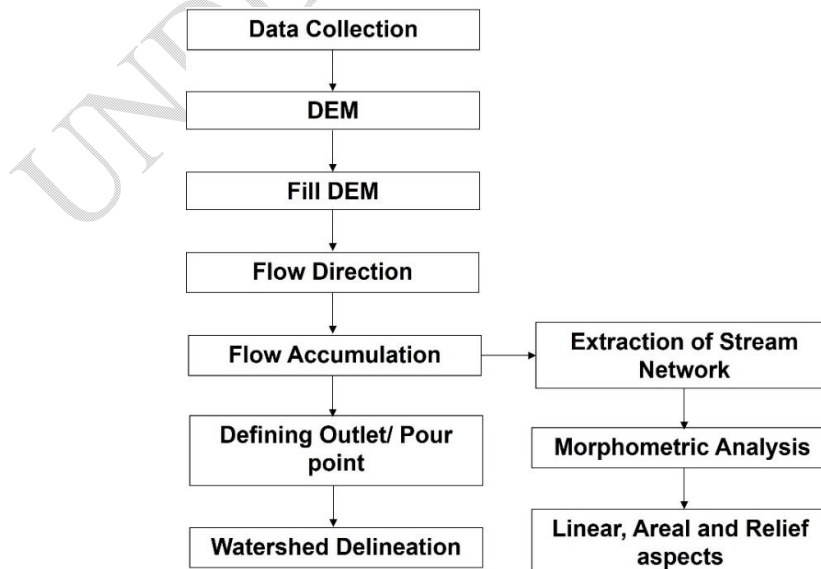 Data Collection
DEM
Fill DEM
Flow Direction
Flow Accumulation
Extraction of Stream
Network
Defining Outlet/ Pour
point
Morphometric Analysis
Watershed Delineation
Linear, Areal and Relief
aspects